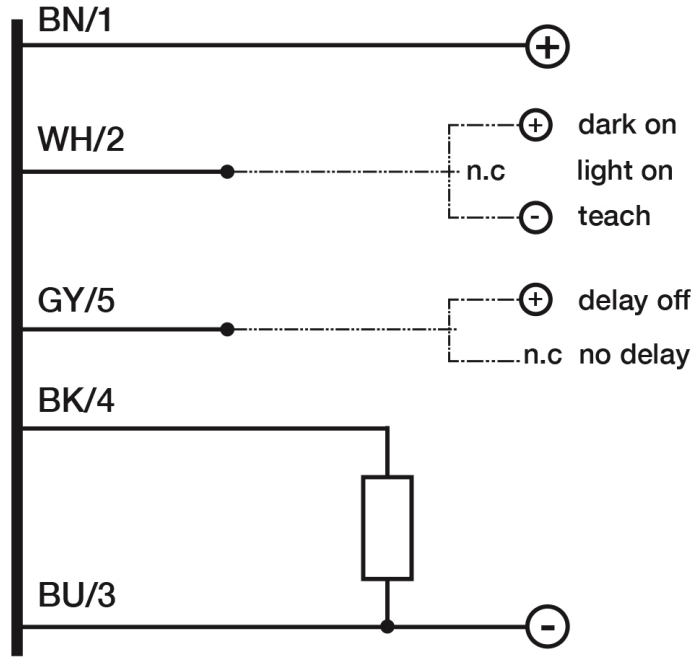 BN/1
+
WH/2
+ dark on
n.c light on
- teach
GY/5
+ delay off
n.c no delay
BK/4
BU/3
-